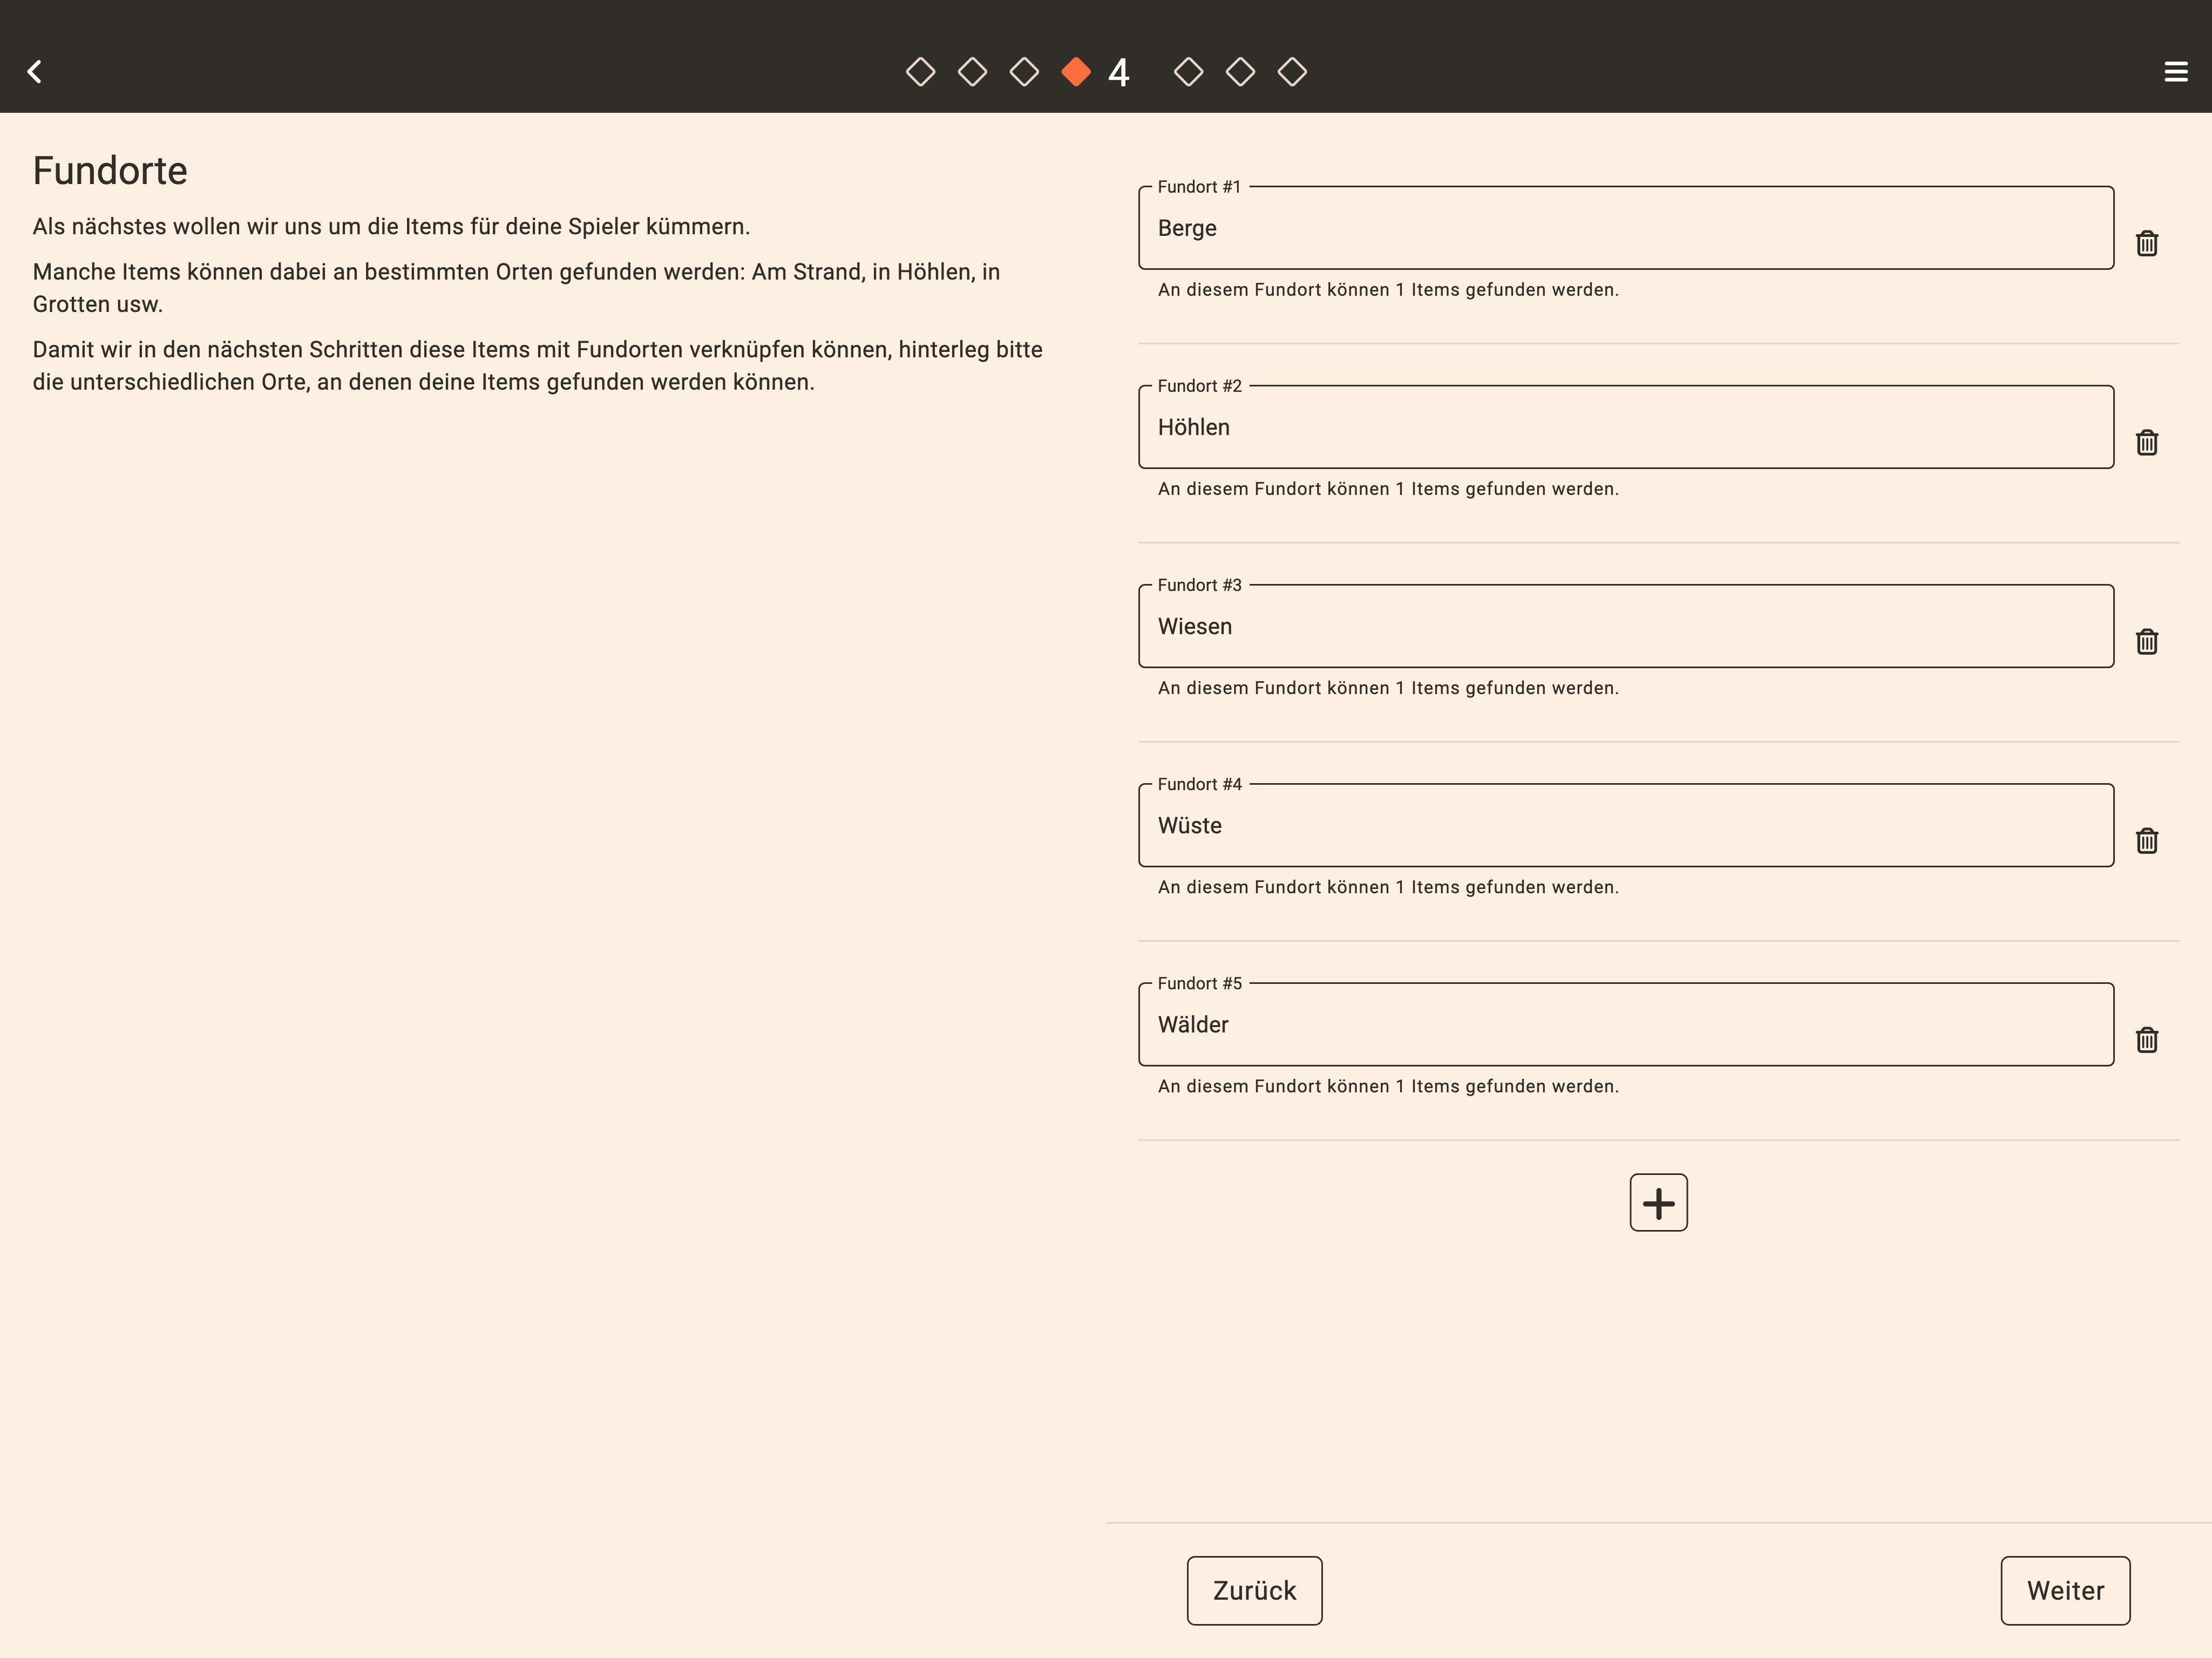 4
Fundorte
Als nächstes wollen wir uns um die Items für deine Spieler kümmern.
Manche Items können dabei an bestimmten Orten gefunden werden: Am Strand, in Höhlen, in
Grotten usw.
Damit wir in den nächsten Schritten diese Items mit Fundorten verknüpfen können, hinterleg bitte
die unterschiedlichen Orte, an denen deine Items gefunden werden können.
Fundort #1
Berge
An diesem Fundort können 1 Items gefunden werden.
Fundort #2
Höhlen
An diesem Fundort können 1 Items gefunden werden.
Fundort #3
Wiesen
An diesem Fundort können 1 Items gefunden werden.
Fundort #4
Wüste
An diesem Fundort können 1 Items gefunden werden.
Fundort #5
Wälder
An diesem Fundort können 1 Items gefunden werden.
Zurück
Weiter